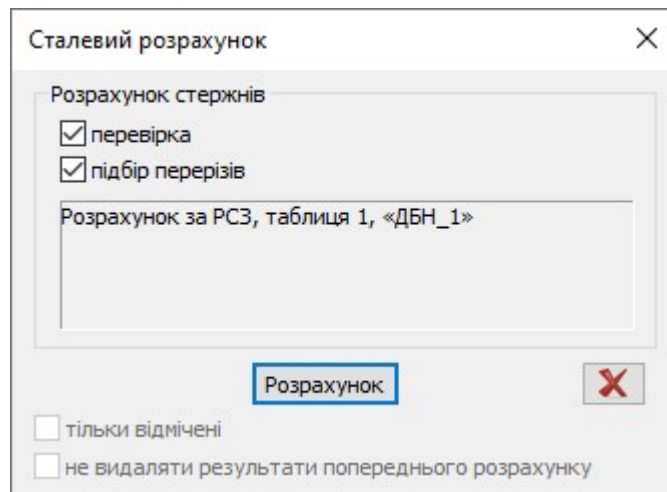 Сталевий розрахунок
Розрахунок стержнів
перевірка
підбір перерізів
Розрахунок за РСЗ, таблиця 1, «ДБН_1»
Розрахунок
тільки відмічені
не видаляти результати попереднього розрахунку